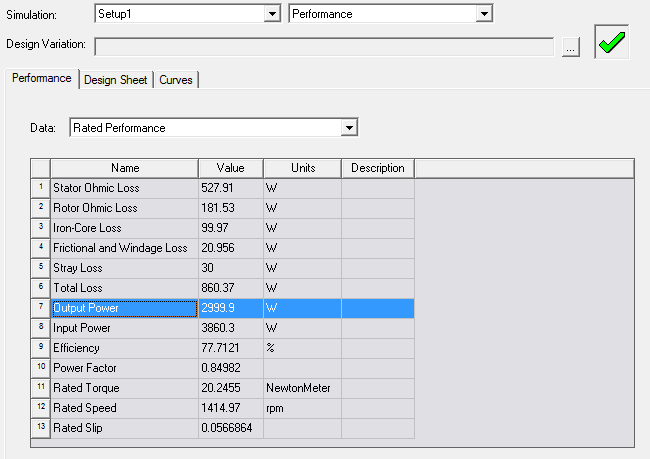 Simulation: Setup1 Performance
Design Variation: ...
Performance Design Sheet Curves
Data: Rated Performance
Name Value Units Description
1 Stator Ohmic Loss 527.91 W
2 Rotor Ohmic Loss 181.53 W
3 Iron-Core Loss 99.97 W
4 Frictional and Windage Loss 20.956 W
5 Stray Loss 30 W
6 Total Loss 860.37 W
7 Output Power 2999.9 W
8 Input Power 3860.3 W
9 Efficiency 77.7121 %
10 Power Factor 0.84982
11 Rated Torque 20.2455 NewtonMeter
12 Rated Speed 1414.97 rpm
13 Rated Slip 0.0566864